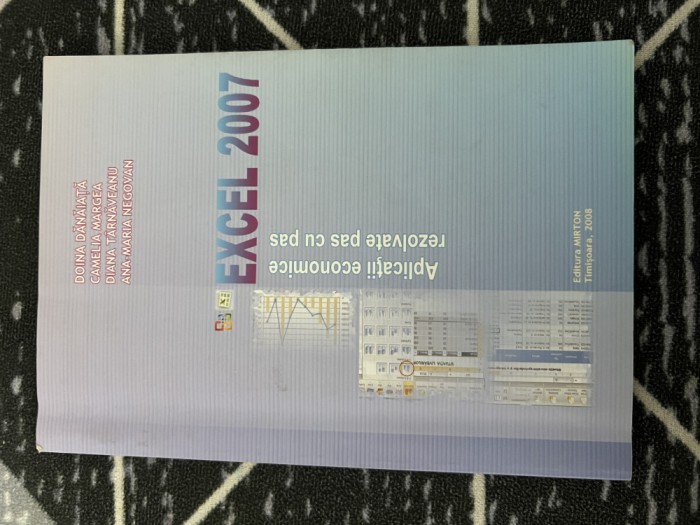 DOINA DĂNĂIAȚĂ
CAMELIA MARGEA
DIANA TÂRNĂVEANU
ANA-MARIA NEGOVAN
EXCEL 2007
Aplicații economice
rezolvate pas cu pas
Editura MIRTON
Timișoara, 2008